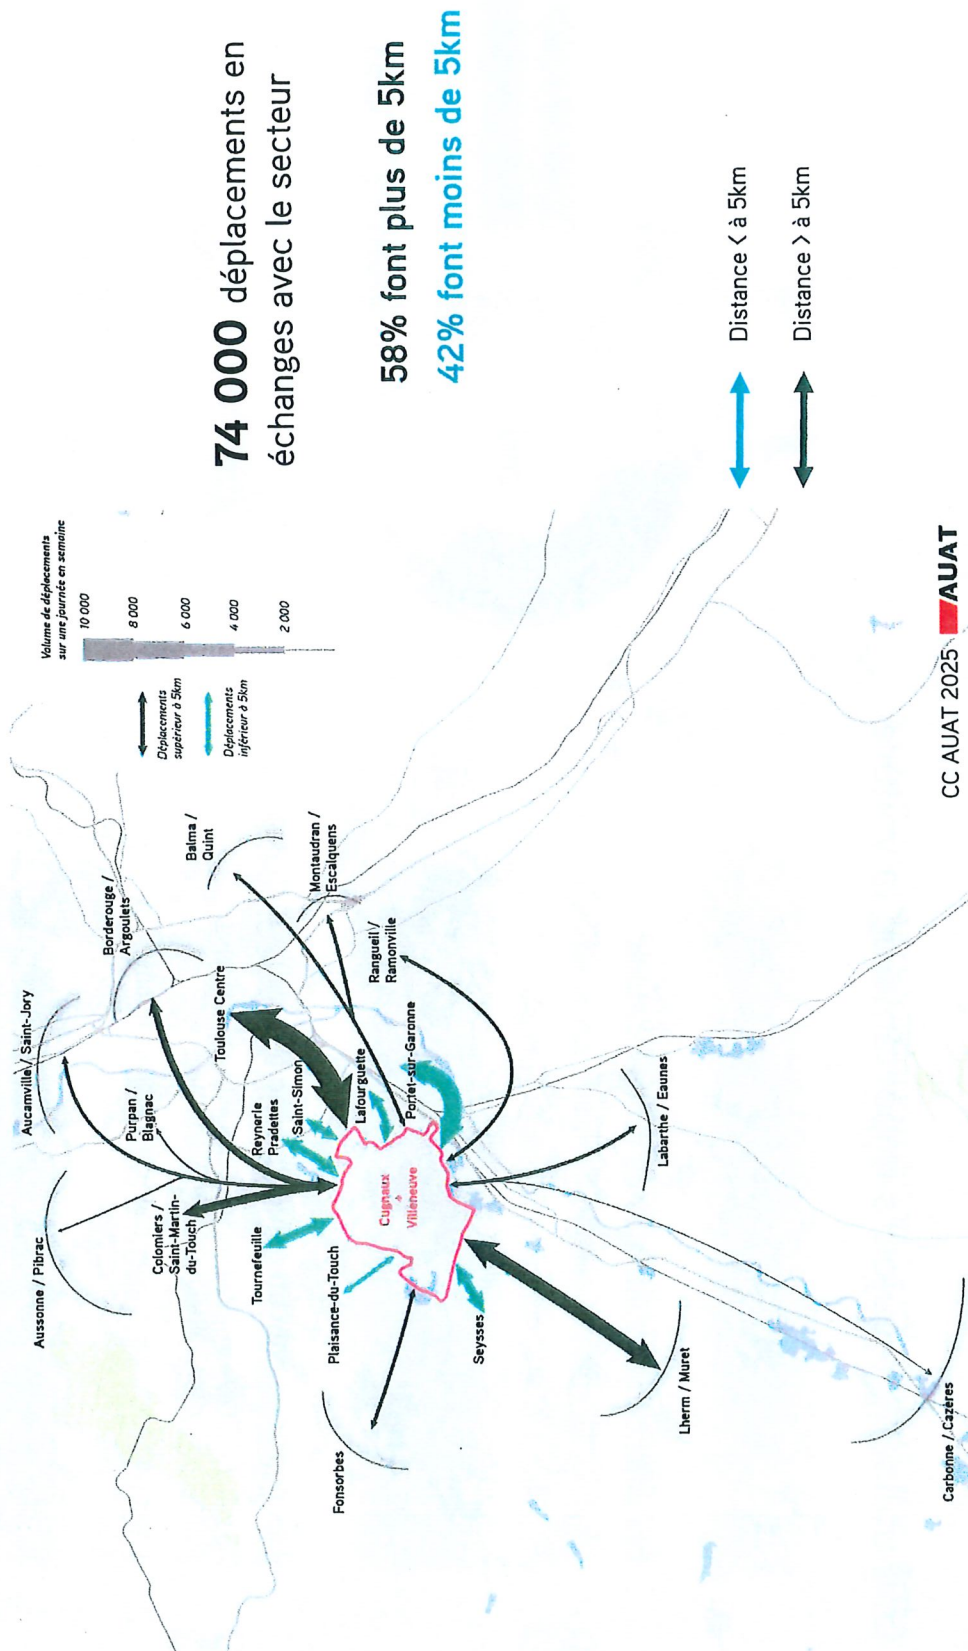 74 000 déplacements en
échanges avec le secteur
58% font plus de 5km
42% font moins de 5km
Distance < à 5km
Distance > à 5km
Volume de déplacements
sur une journée en semaine
10 000
8 000
6 000
4 000
2 000
Déplacements
supérieur à 5km
Déplacements
inférieur à 5km
Aussonne / Pibrac
Aucamville / Saint-Jory
Borderouge /
Argoulets
Balma /
Quint
Purpan /
Blagnac
Colomiers /
Saint-Martin-
du-Touch
Toulouse Centre
Montaudran /
Escalquens
Tournefeuille
Reynerie
Pradettes
Saint-Simon
Lafourguette
Rangueil /
Ramonville
Fonsorbes
Plaisance-du-Touch
Cugnaux
+
Villeneuve
Portet-sur-Garonne
Seysses
Lherm / Muret
Labarthe / Eaunes
Carbonne / Cazères
CC AUAT 2025
AUAT